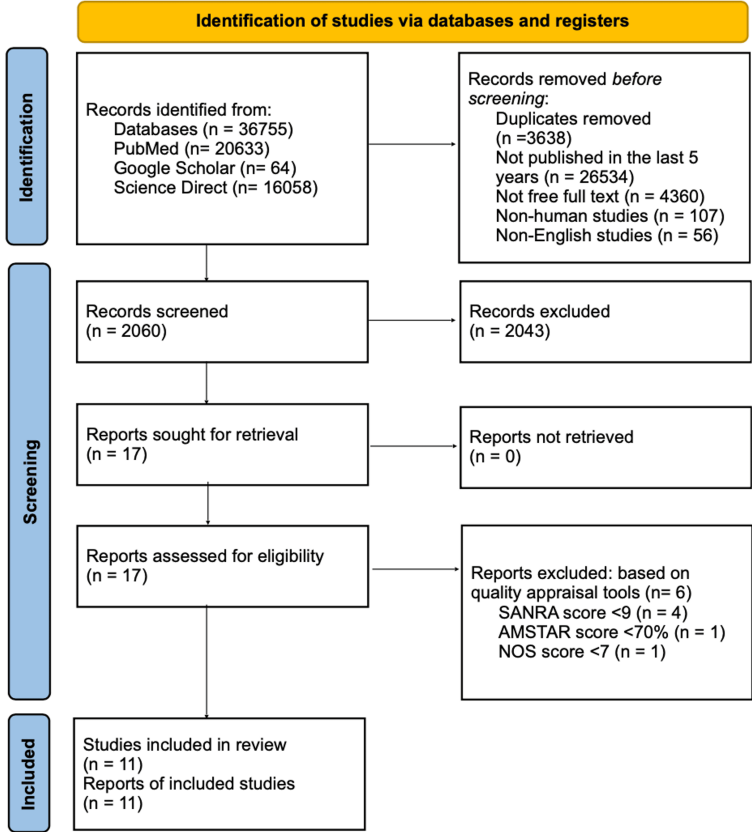 Identification of studies via databases and registers
Identification
Records identified from:
Databases (n = 36755)
PubMed (n= 20633)
Google Scholar (n= 64)
Science Direct (n= 16058)
Records removed before
screening:
Duplicates removed
(n =3638)
Not published in the last 5
years (n = 26534)
Not free full text (n = 4360)
Non-human studies (n = 107)
Non-English studies (n = 56)
Screening
Records screened
(n = 2060)
Records excluded
(n = 2043)
Reports sought for retrieval
(n = 17)
Reports not retrieved
(n = 0)
Reports assessed for eligibility
(n = 17)
Reports excluded: based on
quality appraisal tools (n= 6)
SANRA score <9 (n = 4)
AMSTAR score <70% (n = 1)
NOS score <7 (n = 1)
Included
Studies included in review
(n = 11)
Reports of included studies
(n = 11)